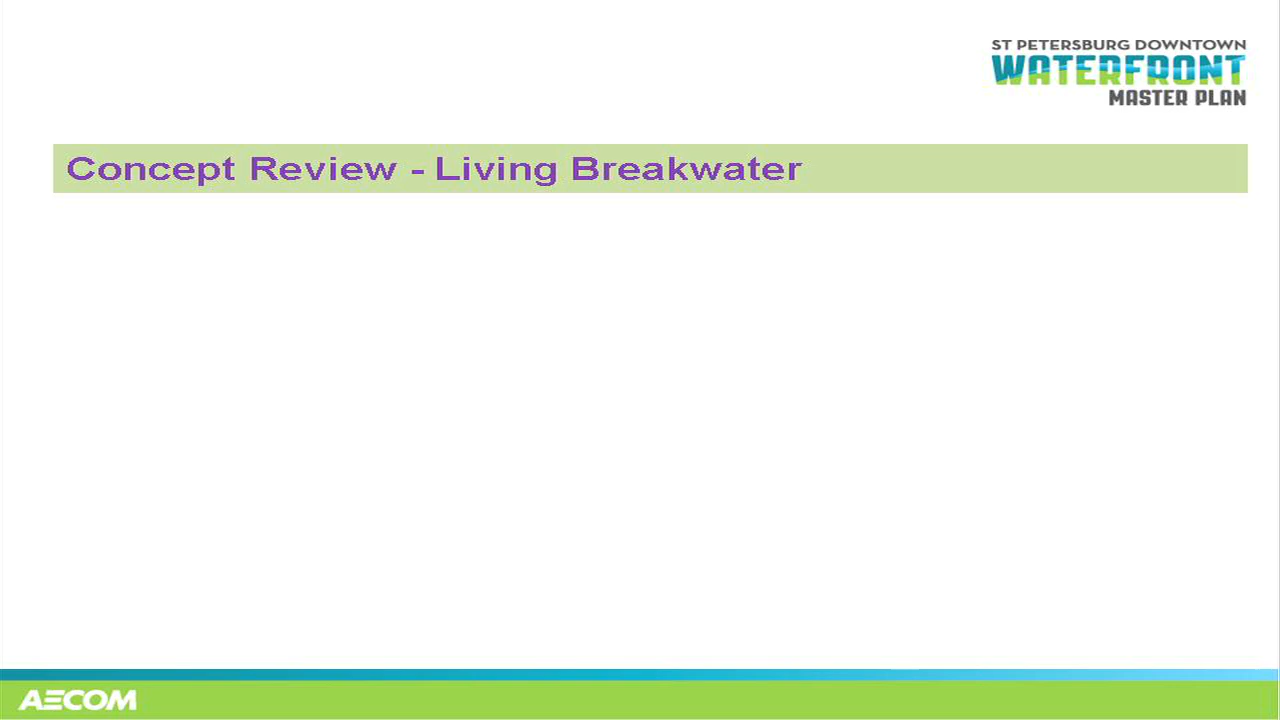 ST PETERSBURG DOWNTOWN
WATERFRONT
MASTER PLAN
Concept Review - Living Breakwater
AECOM